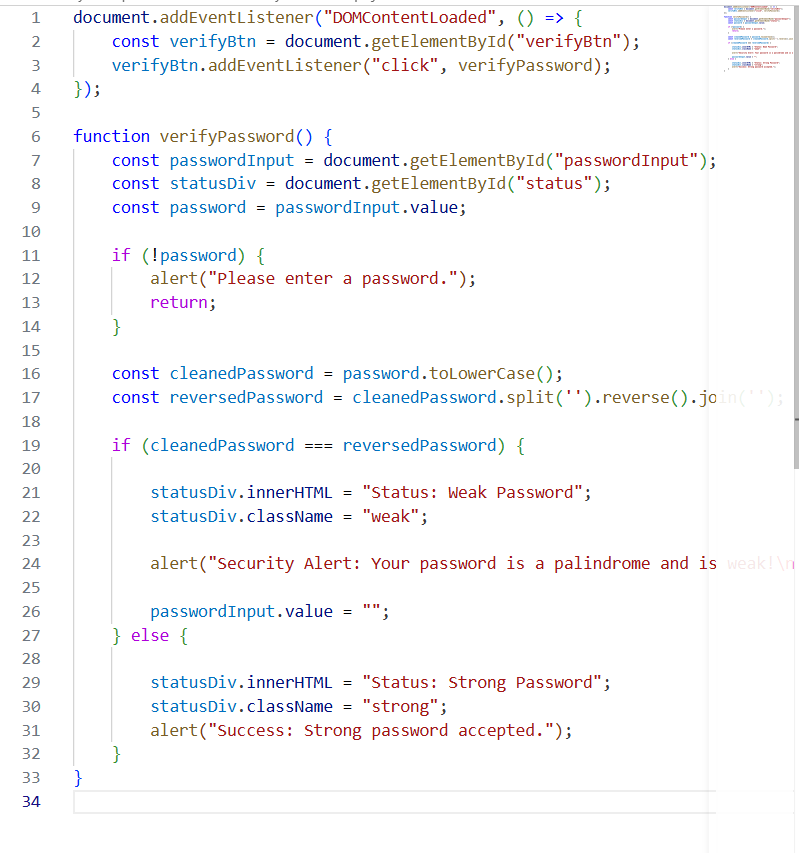 1 document.addEventListener("DOMContentLoaded", () => {
2     const verifyBtn = document.getElementById("verifyBtn");
3     verifyBtn.addEventListener("click", verifyPassword);
4 });
5
6 function verifyPassword() {
7     const passwordInput = document.getElementById("passwordInput");
8     const statusDiv = document.getElementById("status");
9     const password = passwordInput.value;
10
11     if (!password) {
12         alert("Please enter a password.");
13         return;
14     }
15
16     const cleanedPassword = password.toLowerCase();
17     const reversedPassword = cleanedPassword.split('').reverse().join('');
18
19     if (cleanedPassword === reversedPassword) {
20
21         statusDiv.innerHTML = "Status: Weak Password";
22         statusDiv.className = "weak";
23
24         alert("Security Alert: Your password is a palindrome and is weak!\n
25
26         passwordInput.value = "";
27     } else {
28
29         statusDiv.innerHTML = "Status: Strong Password";
30         statusDiv.className = "strong";
31         alert("Success: Strong password accepted.");
32     }
33 }
34